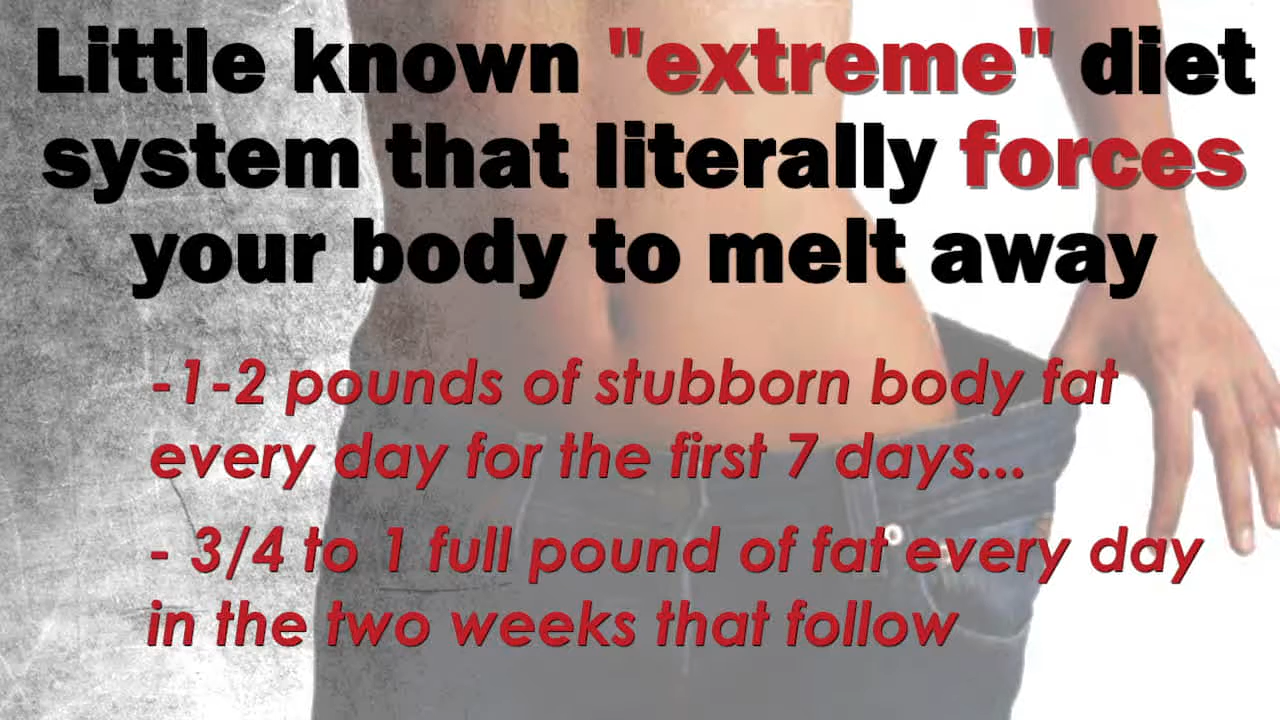 Little known "extreme" diet
system that literally forces
your body to melt away
-1-2 pounds of stubborn body fat
every day for the first 7 days...
- 3/4 to 1 full pound of fat every day
in the two weeks that follow